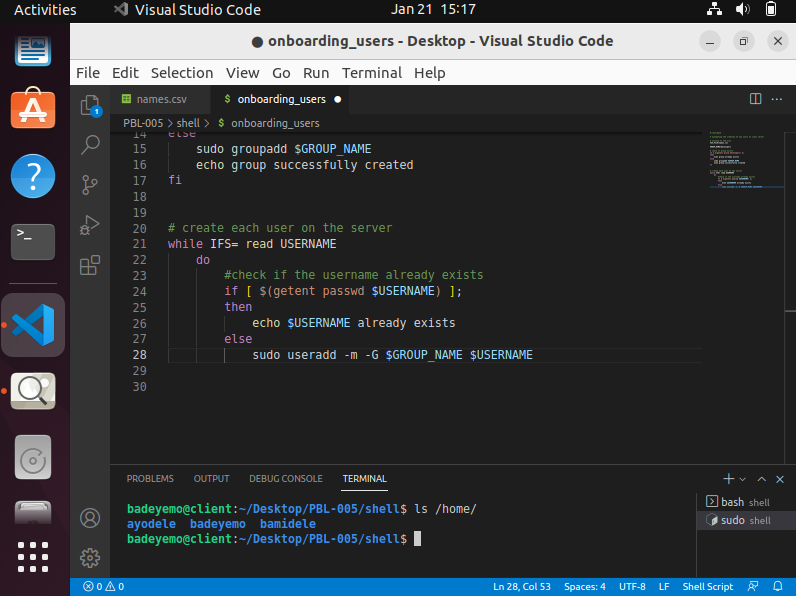 Activities
Visual Studio Code
Jan 21 15:17
● onboarding_users - Desktop - Visual Studio Code
File Edit Selection View Go Run Terminal Help
names.csv
$ onboarding_users ●
PBL-005 > shell > $ onboarding_users
14 else
15 sudo groupadd $GROUP_NAME
16 echo group successfully created
17 fi
18
19
20 # create each user on the server
21 while IFS= read USERNAME
22 do
23 #check if the username already exists
24 if [ $(getent passwd $USERNAME) ];
25 then
26 echo $USERNAME already exists
27 else
28 sudo useradd -m -G $GROUP_NAME $USERNAME
29
30
1
PROBLEMS OUTPUT DEBUG CONSOLE TERMINAL
badeyemo@client:~/Desktop/PBL-005/shell$ ls /home/
ayodele badeyemo bamidele
badeyemo@client:~/Desktop/PBL-005/shell$
bash shell
sudo shell
0 0
Ln 28, Col 53 Spaces: 4 UTF-8 LF Shell Script